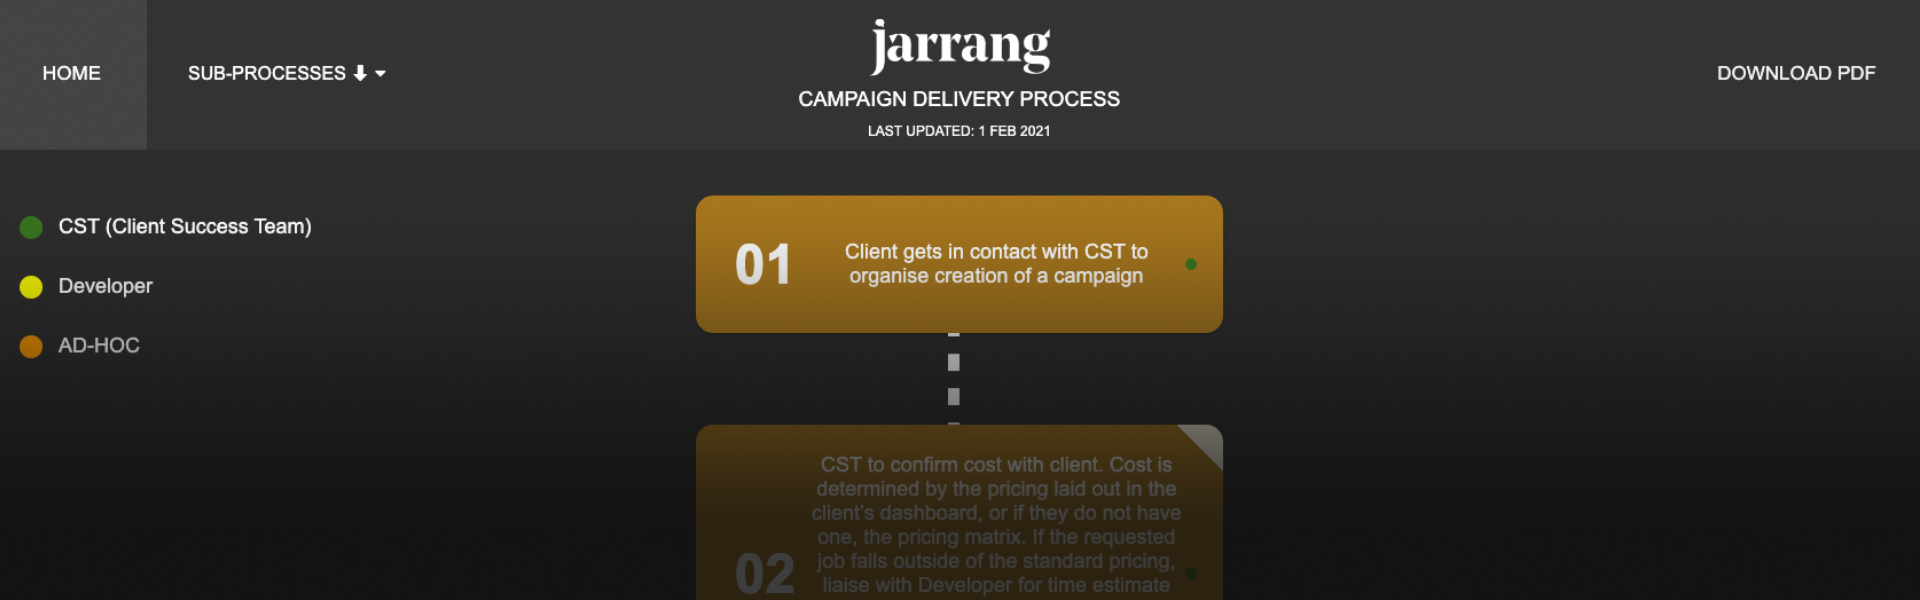 HOME
SUB-PROCESSES
jarrang
CAMPAIGN DELIVERY PROCESS
LAST UPDATED: 1 FEB 2021
DOWNLOAD PDF
CST (Client Success Team)
Developer
AD-HOC
01
Client gets in contact with CST to
organise creation of a campaign
02
CST to confirm cost with client. Cost is
determined by the pricing laid out in the
client's dashboard, or if they do not have
one, the pricing matrix. If the requested
job falls outside of the standard pricing,
liaise with Developer for time estimate